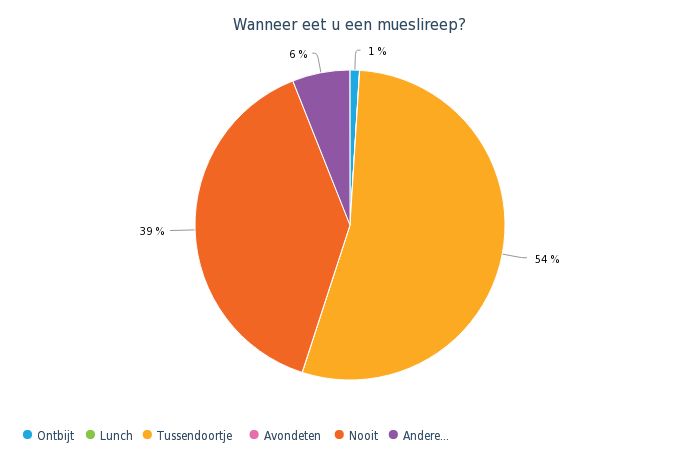 Wanneer eet u een mueslireep?
6 %
1 %
39 %
54 %
Ontbijt Lunch Tussendoortje Avondeten Nooit Andere...